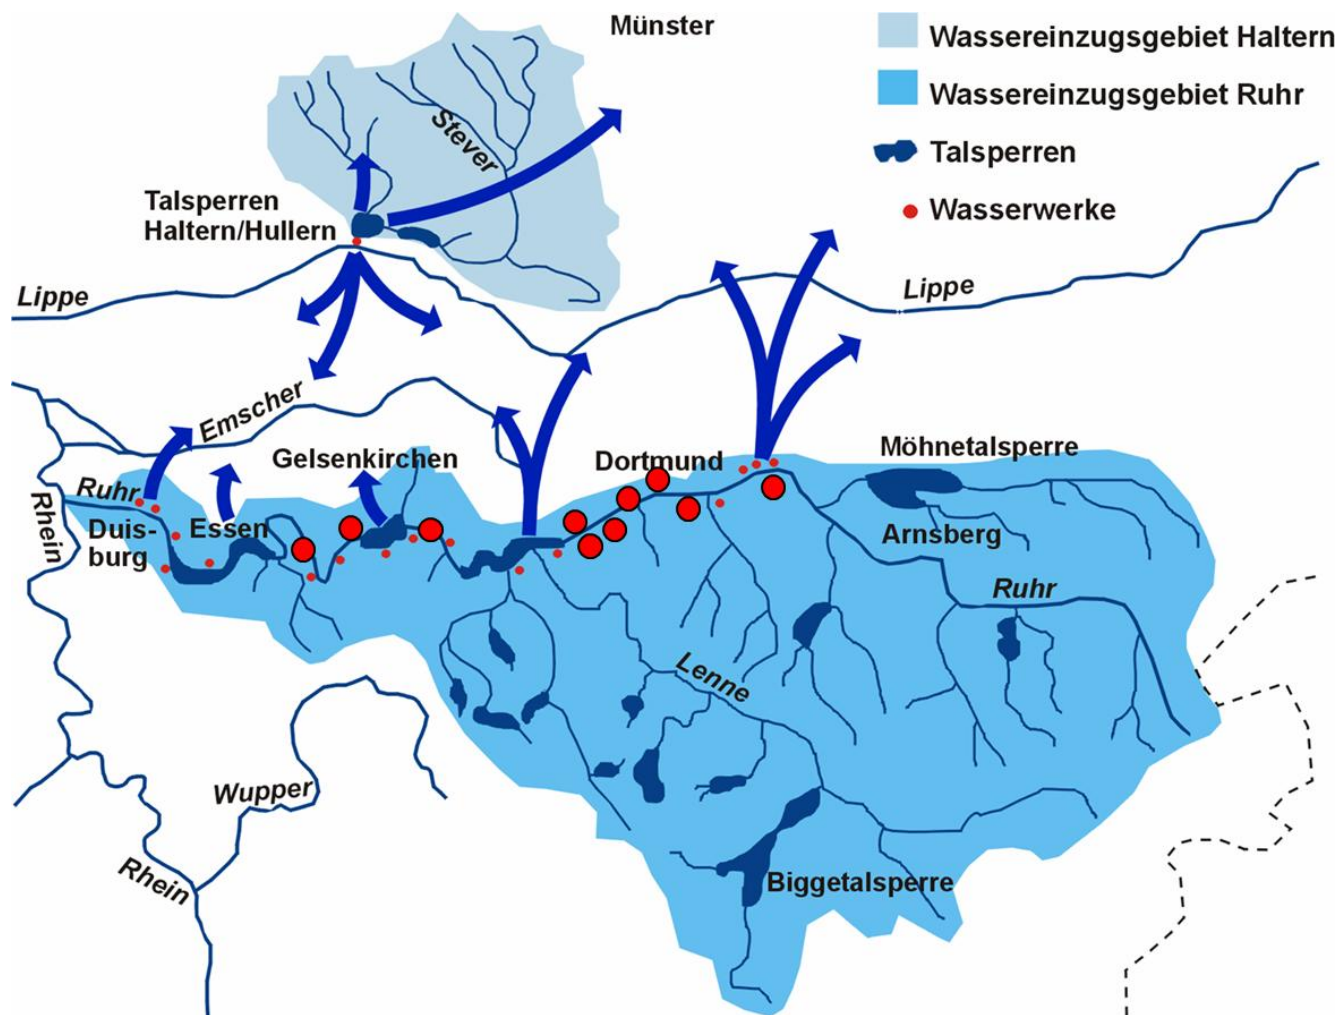 Münster
Wassereinzugsgebiet Haltern
Wassereinzugsgebiet Ruhr
Talsperren
Wasserwerke
Stever
Talsperren
Haltern/Hullern
Lippe
Lippe
Emscher
Gelsenkirchen
Dortmund
Möhnetalsperre
Ruhr
Rhein
Duis-
burg
Essen
Arnsberg
Ruhr
Lenne
Wupper
Rhein
Biggetalsperre